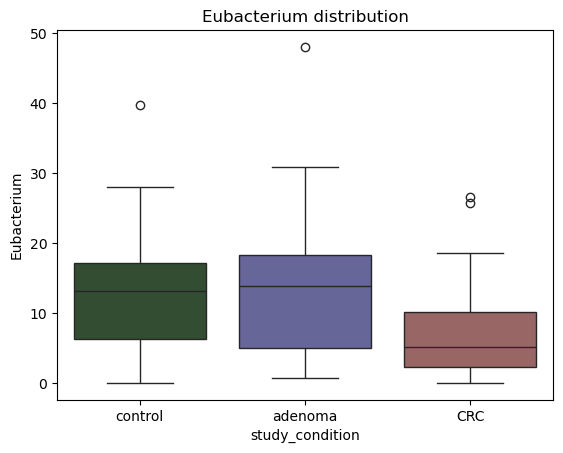 Eubacterium distribution
50
40
30
20
10
0
Eubacterium
control
adenoma
CRC
study_condition